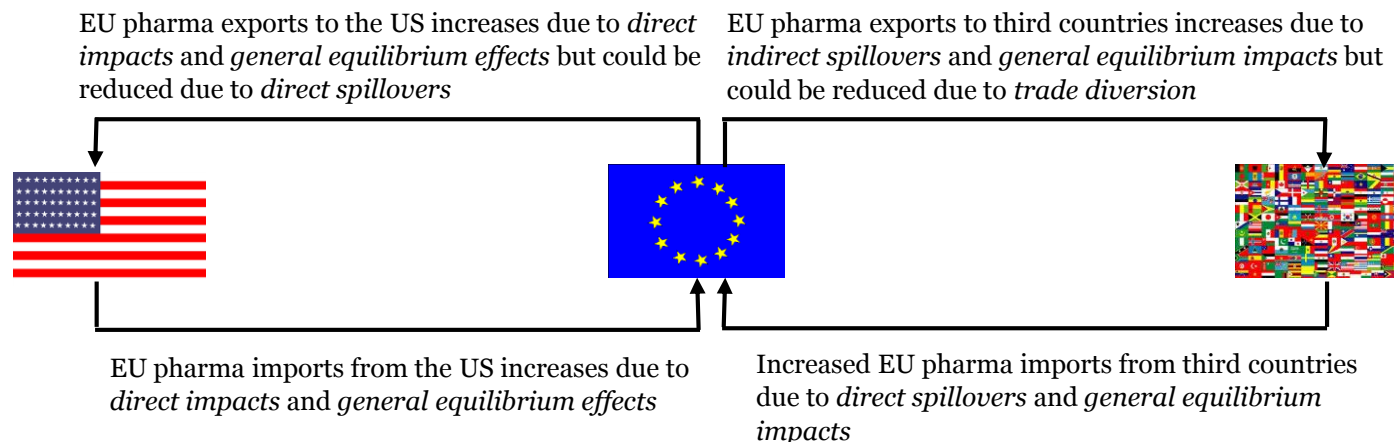 EU pharma exports to the US increases due to direct
impacts and general equilibrium effects but could be
reduced due to direct spillovers
EU pharma exports to third countries increases due to
indirect spillovers and general equilibrium impacts but
could be reduced due to trade diversion
EU pharma imports from the US increases due to
direct impacts and general equilibrium effects
Increased EU pharma imports from third countries
due to direct spillovers and general equilibrium
impacts